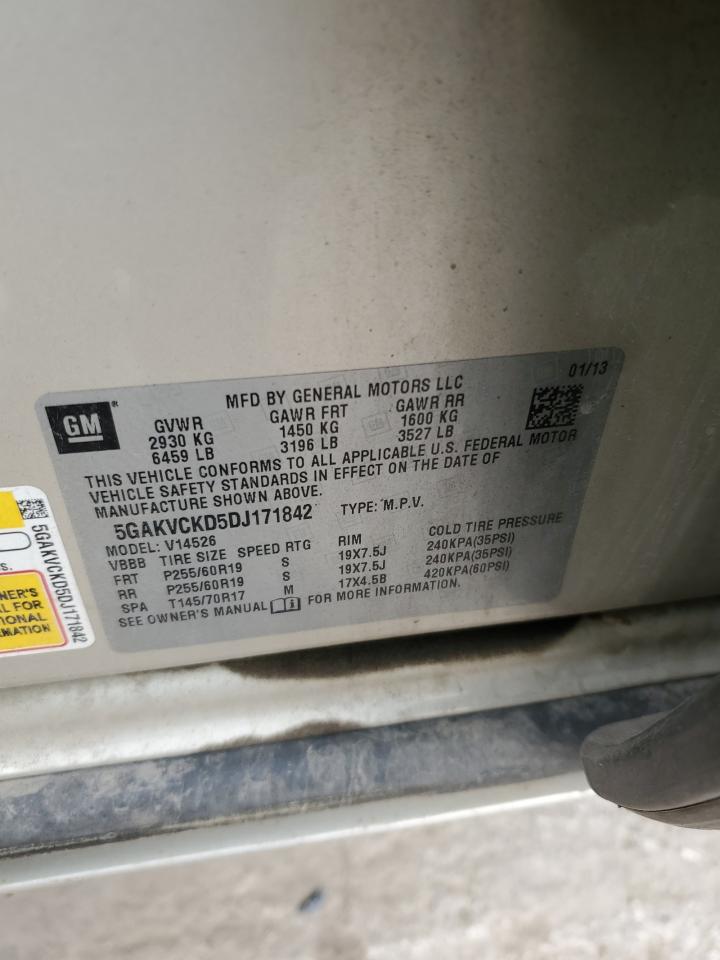 MFD BY GENERAL MOTORS LLC 01/13
GM®
GVWR GAWR FRT GAWR RR
2930 KG 1450 KG 1600 KG
6459 LB 3196 LB 3527 LB
THIS VEHICLE CONFORMS TO ALL APPLICABLE U.S. FEDERAL MOTOR
VEHICLE SAFETY STANDARDS IN EFFECT ON THE DATE OF
MANUFACTURE SHOWN ABOVE.
5GAKVCKD5DJ171842 TYPE: M.P.V.
MODEL: V14526
VBBB TIRE SIZE SPEED RTG RIM COLD TIRE PRESSURE
FRT P255/60R19 S 19X7.5J 240KPA(35PSI)
RR P255/60R19 S 19X7.5J 240KPA(35PSI)
SPA T145/70R17 M 17X4.5B 420KPA(60PSI)
SEE OWNER'S MANUAL i FOR MORE INFORMATION.
5GAKVCKD5DJ171842